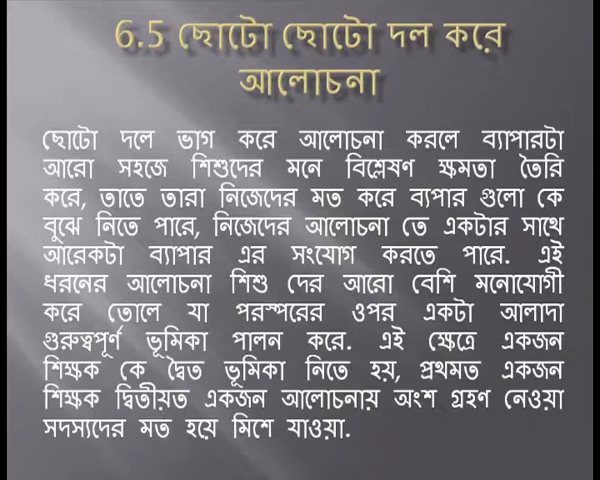 6.5 ছোটো ছোটো দল করে
আলোচনা
ছোটো দলে ভাগ করে আলোচনা করলে ব্যাপারটা
আরো সহজে শিশুদের মনে বিশ্লেষণ ক্ষমতা তৈরি
করে, তাতে তারা নিজেদের মত করে ব্যপার গুলো কে
বুঝে নিতে পারে, নিজেদের আলোচনা তে একটার সাথে
আরেকটা ব্যাপার এর সংযোগ করতে পারে. এই
ধরনের আলোচনা শিশু দের আরো বেশি মনোযোগী
করে তোলে যা পরস্পরের ওপর একটা আলাদা
গুরুত্বপূর্ণ ভূমিকা পালন করে. এই ক্ষেত্রে একজন
শিক্ষক কে দ্বৈত ভূমিকা নিতে হয়, প্রথমত একজন
শিক্ষক দ্বিতীয়ত একজন আলোচনায় অংশ গ্রহণ নেওয়া
সদস্যদের মত হয়ে মিশে যাওয়া.